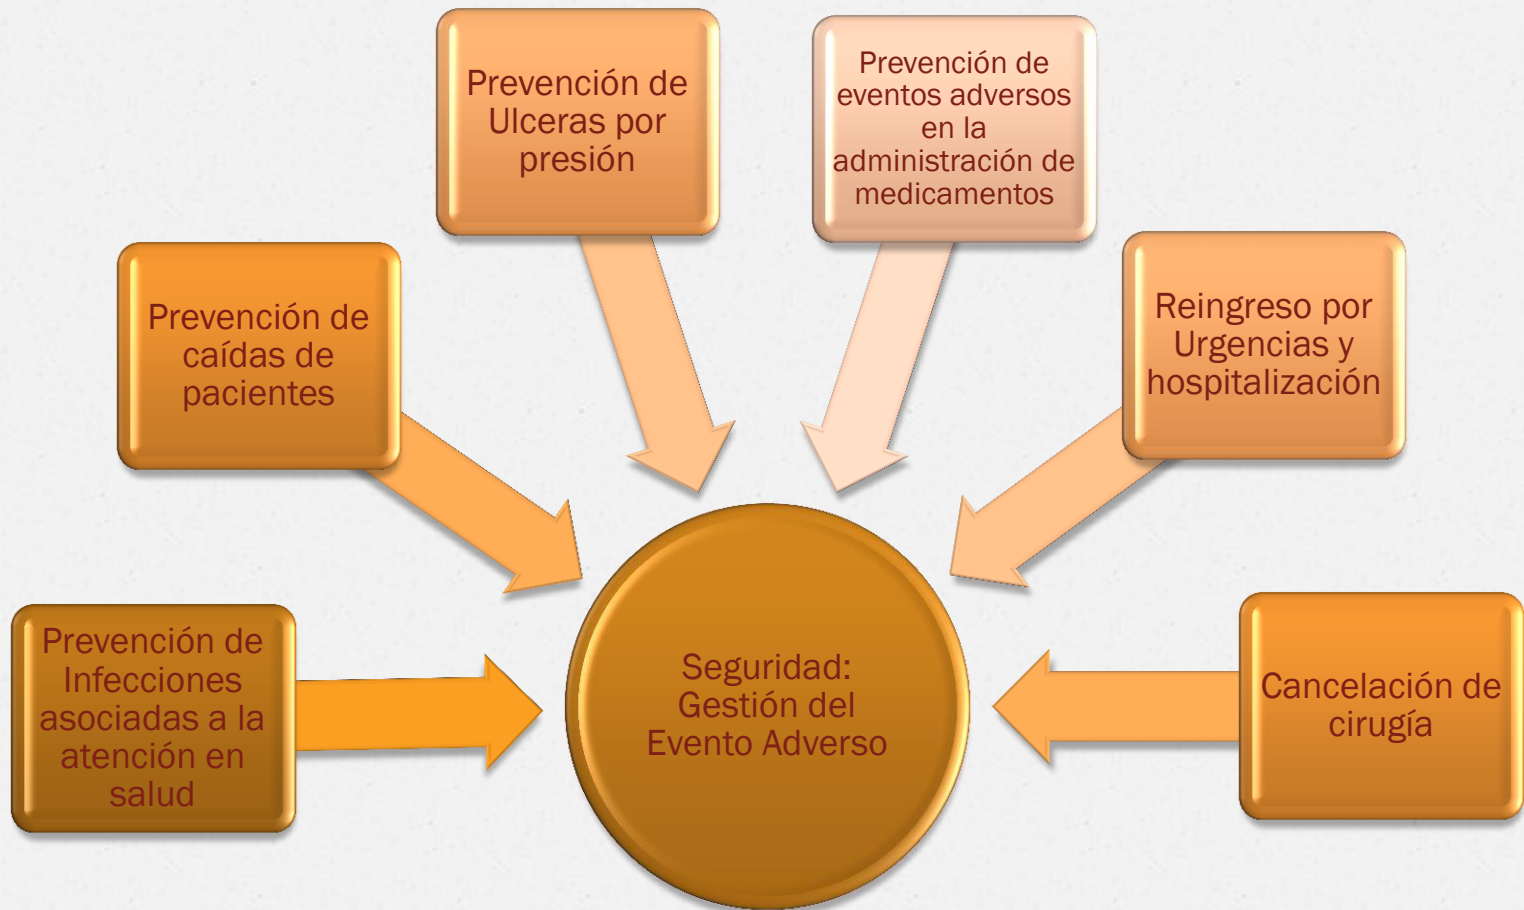 Prevención de
Ulceras por
presión
Prevención de
eventos adversos
en la
administración de
medicamentos
Prevención de
caídas de
pacientes
Reingreso por
Urgencias y
hospitalización
Prevención de
Infecciones
asociadas a la
atención en
salud
Seguridad:
Gestión del
Evento Adverso
Cancelación de
cirugía